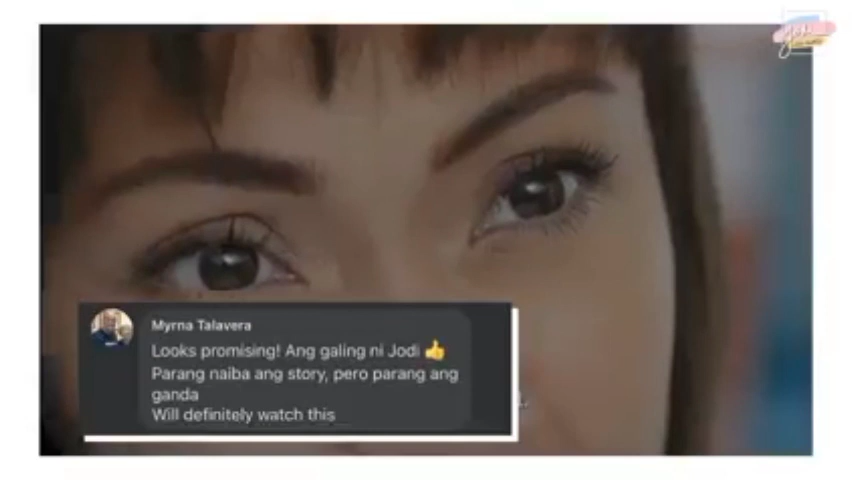 Myrna Talavera
Looks promising! Ang galing ni Jodi 👍
Parang naiba ang story, pero parang ang
ganda
Will definitely watch this